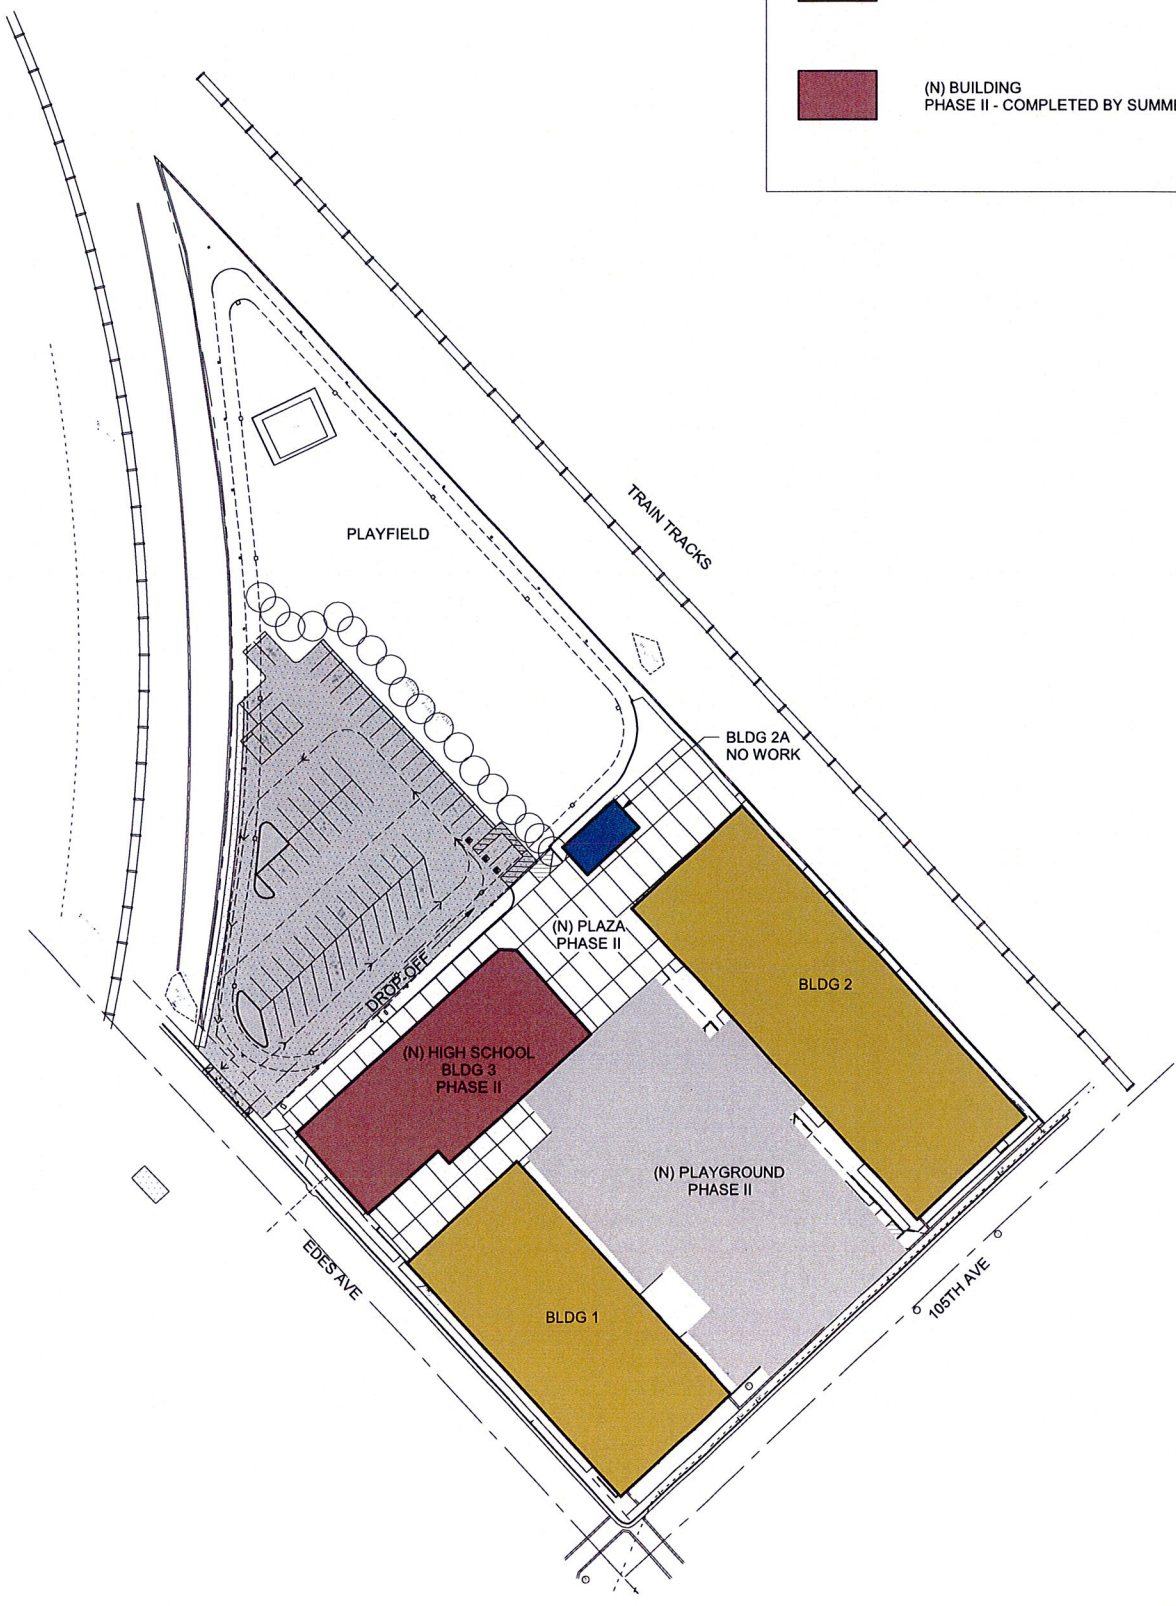 (N) BUILDING
PHASE II - COMPLETED BY
TRAIN TRACKS
PLAYFIELD
BLDG 2A
NO WORK
(N) PLAZA
PHASE II
BLDG 2
DROP-OFF
(N) HIGH SCHOOL
BLDG 3
PHASE II
(N) PLAYGROUND
PHASE II
EDES AVE
105TH AVE
BLDG 1